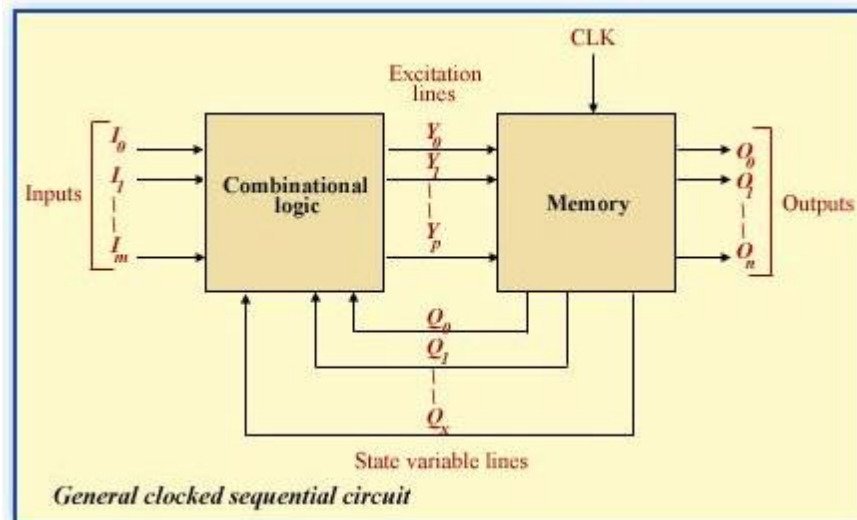 CLK
Excitation
lines
Inputs
I0
I1
Im
Combinational
logic
Y0
Y1
Yp
Memory
O0
O1
On
Outputs
Q0
Q1
Qx
State variable lines
General clocked sequential circuit